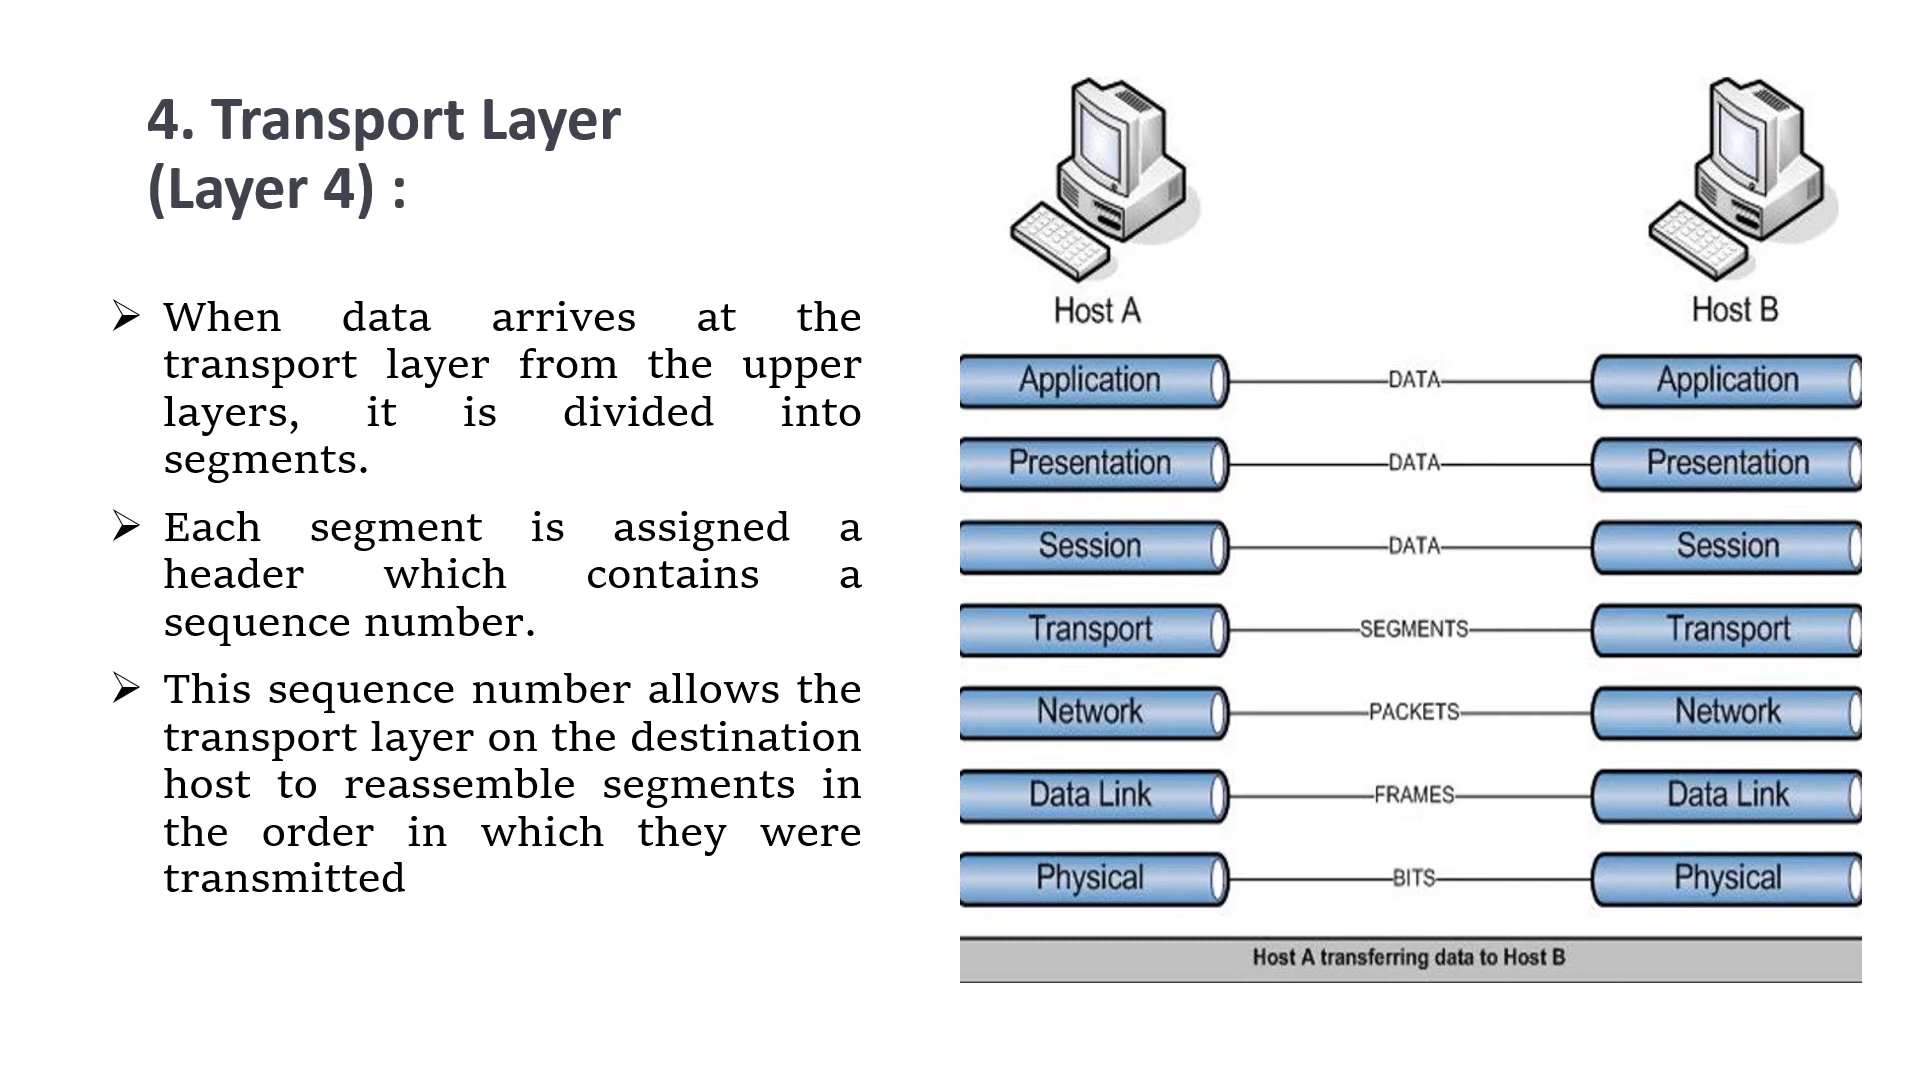 4. Transport Layer
(Layer 4) :
➢ When data arrives at the
transport layer from the upper
layers, it is divided into
segments.
➢ Each segment is assigned a
header which contains a
sequence number.
➢ This sequence number allows the
transport layer on the destination
host to reassemble segments in
the order in which they were
transmitted
Host A Host B
Application DATA Application
Presentation DATA Presentation
Session DATA Session
Transport SEGMENTS Transport
Network PACKETS Network
Data Link FRAMES Data Link
Physical BITS Physical
Host A transferring data to Host B